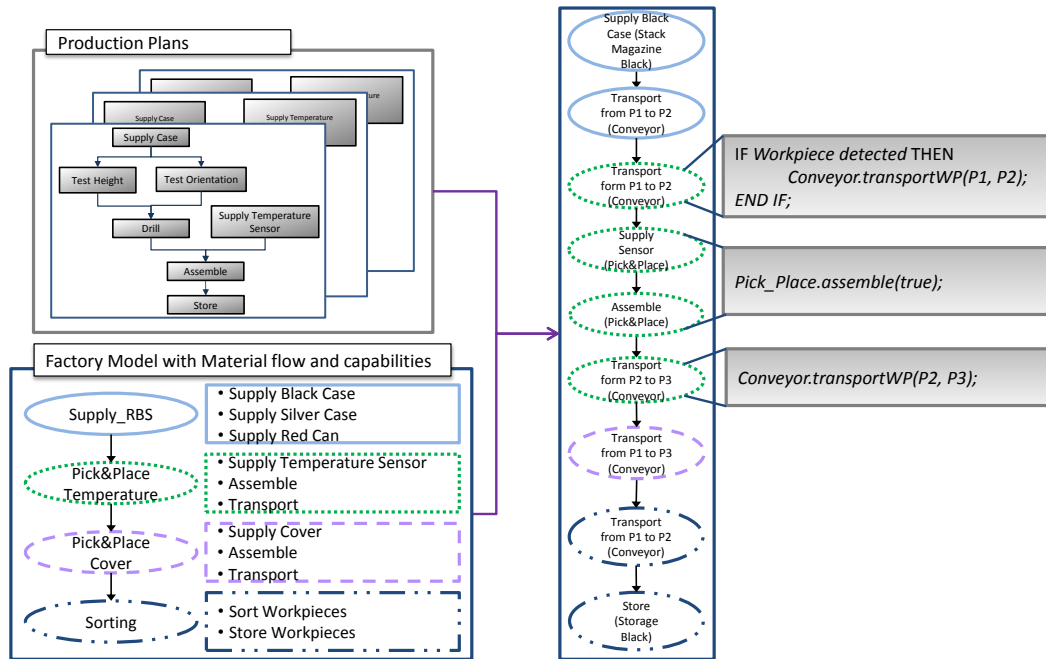 Production Plans
ture
Supply Case
Supply Temperature
Supply Case
Test Height
Test Orientation
Drill
Supply Temperature
Sensor
Assemble
Store
Factory Model with Material flow and capabilities
Supply_RBS
• Supply Black Case
• Supply Silver Case
• Supply Red Can
Pick&Place
Temperature
• Supply Temperature Sensor
• Assemble
• Transport
Pick&Place
Cover
• Supply Cover
• Assemble
• Transport
Sorting
• Sort Workpieces
• Store Workpieces
Supply Black
Case (Stack
Magazine
Black)
Transport
from P1 to P2
(Conveyor)
Transport
form P1 to P2
(Conveyor)
Supply
Sensor
(Pick&Place)
Assemble
(Pick&Place)
Transport
form P2 to P3
(Conveyor)
Transport
from P1 to P3
(Conveyor)
Transport
from P1 to P2
(Conveyor)
Store
(Storage
Black)
IF Workpiece detected THEN
Conveyor.transportWP(P1, P2);
END IF;
Pick_Place.assemble(true);
Conveyor.transportWP(P2, P3);